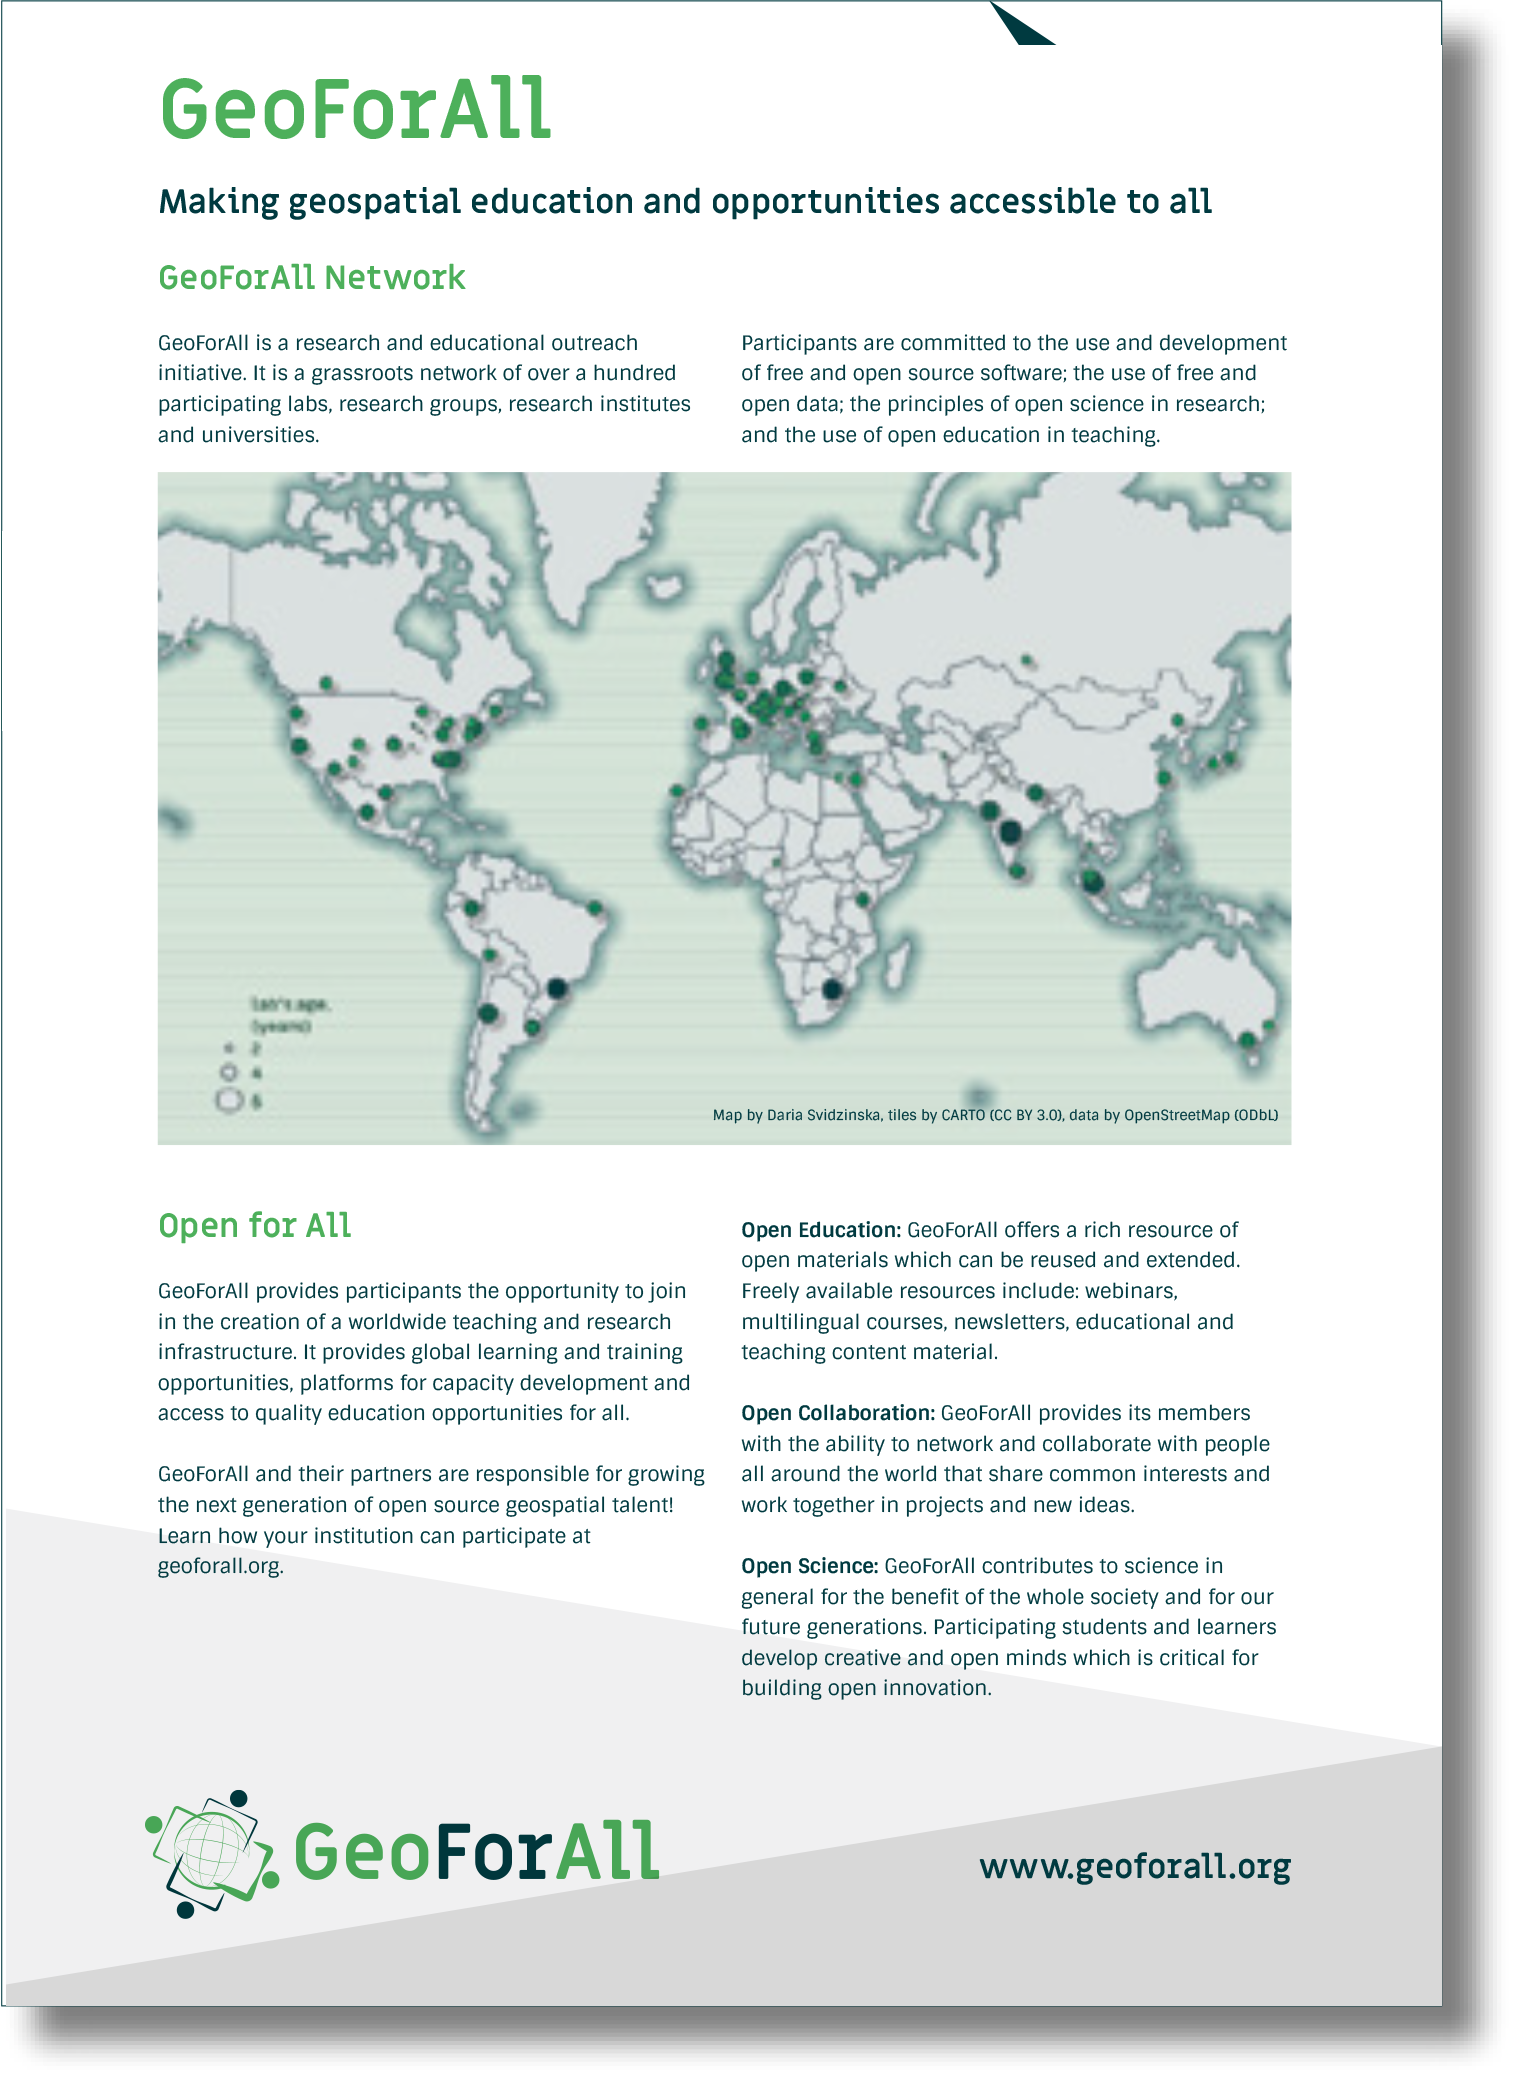 GeoForAll
Making geospatial education and opportunities accessible to all
GeoForAll Network
GeoForAll is a research and educational outreach
initiative. It is a grassroots network of over a hundred
participating labs, research groups, research institutes
and universities.
Participants are committed to the use and development
of free and open source software; the use of free and
open data; the principles of open science in research;
and the use of open education in teaching.
lab's age,
(years)
2
4
6
Map by Daria Svidzinska, tiles by CARTO (CC BY 3.0), data by OpenStreetMap (ODbL)
Open for All
GeoForAll provides participants the opportunity to join
in the creation of a worldwide teaching and research
infrastructure. It provides global learning and training
opportunities, platforms for capacity development and
access to quality education opportunities for all.
GeoForAll and their partners are responsible for growing
the next generation of open source geospatial talent!
Learn how your institution can participate at
geoforall.org.
Open Education: GeoForAll offers a rich resource of
open materials which can be reused and extended.
Freely available resources include: webinars,
multilingual courses, newsletters, educational and
teaching content material.
Open Collaboration: GeoForAll provides its members
with the ability to network and collaborate with people
all around the world that share common interests and
work together in projects and new ideas.
Open Science: GeoForAll contributes to science in
general for the benefit of the whole society and for our
future generations. Participating students and learners
develop creative and open minds which is critical for
building open innovation.
GeoForAll
www.geoforall.org